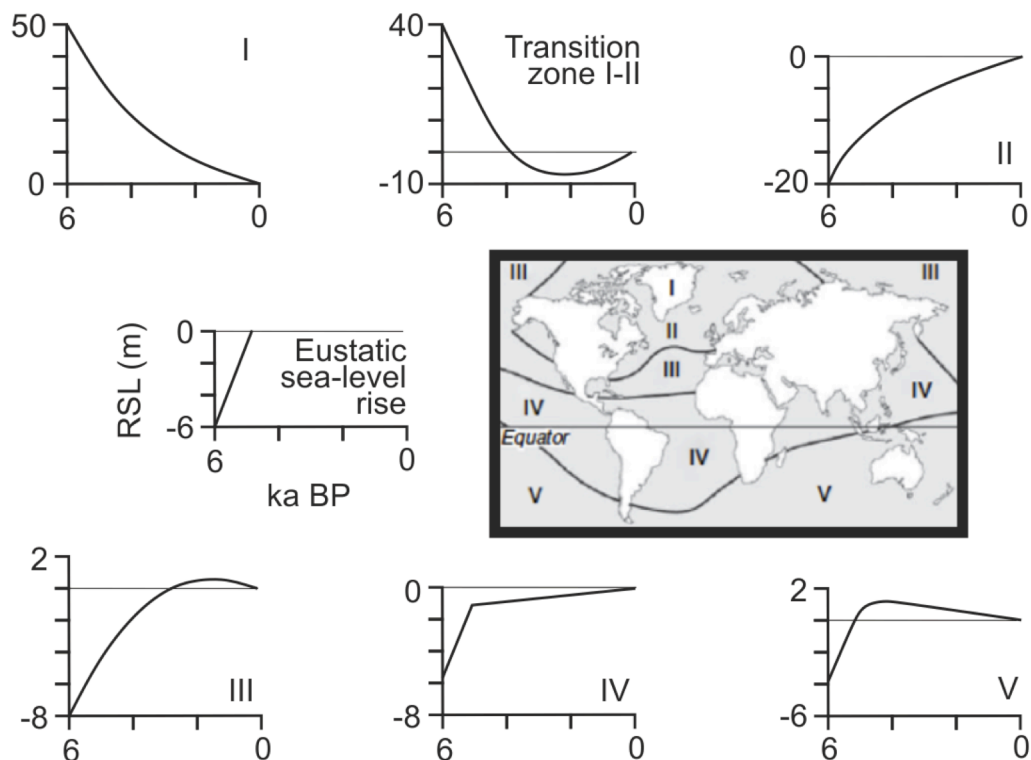 50
I
0
6
0
40
Transition
zone I-II
-10
6
0
0
II
-20
6
0
RSL (m)
0
Eustatic
sea-level
rise
-6
6
0
ka BP
III
III
I
II
III
IV
IV
Equator
IV
V
V
2
III
-8
6
0
0
IV
-8
6
0
2
V
-6
6
0